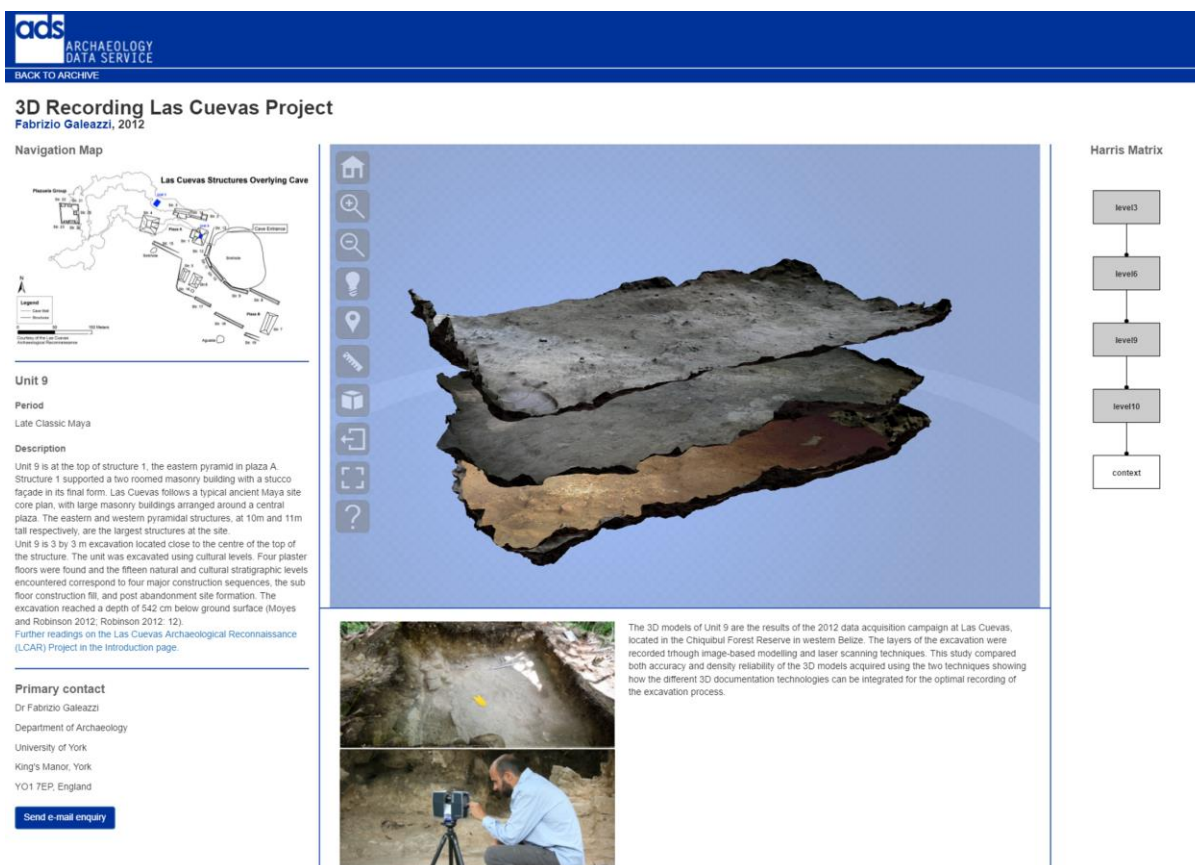 ads
ARCHAEOLOGY
DATA SERVICE
BACK TO ARCHIVE
3D Recording Las Cuevas Project
Fabrizio Galeazzi, 2012
Navigation Map
Las Cuevas Structures Overlying Cave
Plazuela Group
Plaza A
Cave Entrance
Legend
Cave Wall
Structures
100 Meters
Courtesy of the Las Cuevas
Archaeological Reconnaissance
Unit 9
Period
Late Classic Maya
Description
Unit 9 is at the top of structure 1, the eastern pyramid in plaza A.
Structure 1 supported a two roomed masonry building with a stucco
façade in its final form. Las Cuevas follows a typical ancient Maya site
core plan, with large masonry buildings arranged around a central
plaza. The eastern and western pyramidal structures, at 10m and 11m
tall respectively, are the largest structures at the site.
Unit 9 is 3 by 3 m excavation located close to the centre of the top of
the structure. The unit was excavated using cultural levels. Four plaster
floors were found and the fifteen natural and cultural stratigraphic levels
encountered correspond to four major construction sequences, the sub
floor construction fill, and post abandonment site formation. The
excavation reached a depth of 542 cm below ground surface (Moyes
and Robinson 2012; Robinson 2012: 12).
Further readings on the Las Cuevas Archaeological Reconnaissance
(LCAR) Project in the Introduction page.
Primary contact
Dr Fabrizio Galeazzi
Department of Archaeology
University of York
King's Manor, York
YO1 7EP, England
Send e-mail enquiry
?
The 3D models of Unit 9 are the results of the 2012 data acquisition campaign at Las Cuevas,
located in the Chiquibul Forest Reserve in western Belize. The layers of the excavation were
recorded trhough image-based modelling and laser scanning techniques. This study compared
both accuracy and density reliability of the 3D models acquired using the two techniques showing
how the different 3D documentation technologies can be integrated for the optimal recording of
the excavation process.
Harris Matrix
level3
level6
level9
level10
context